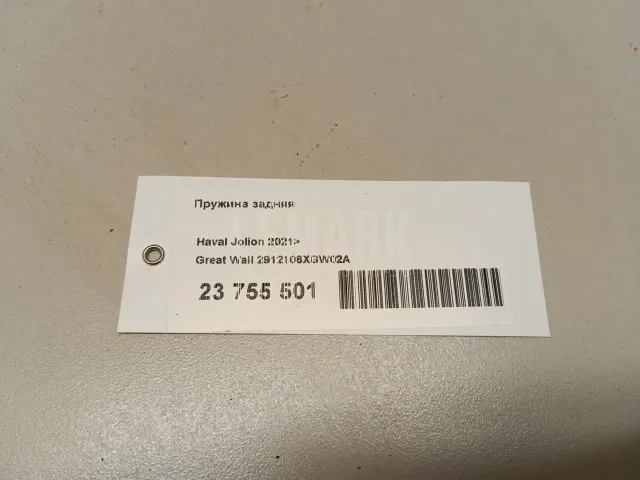 Пружина задняя
Haval Jolion 2021>
Great Wall 2912106XGW02A
23 755 501